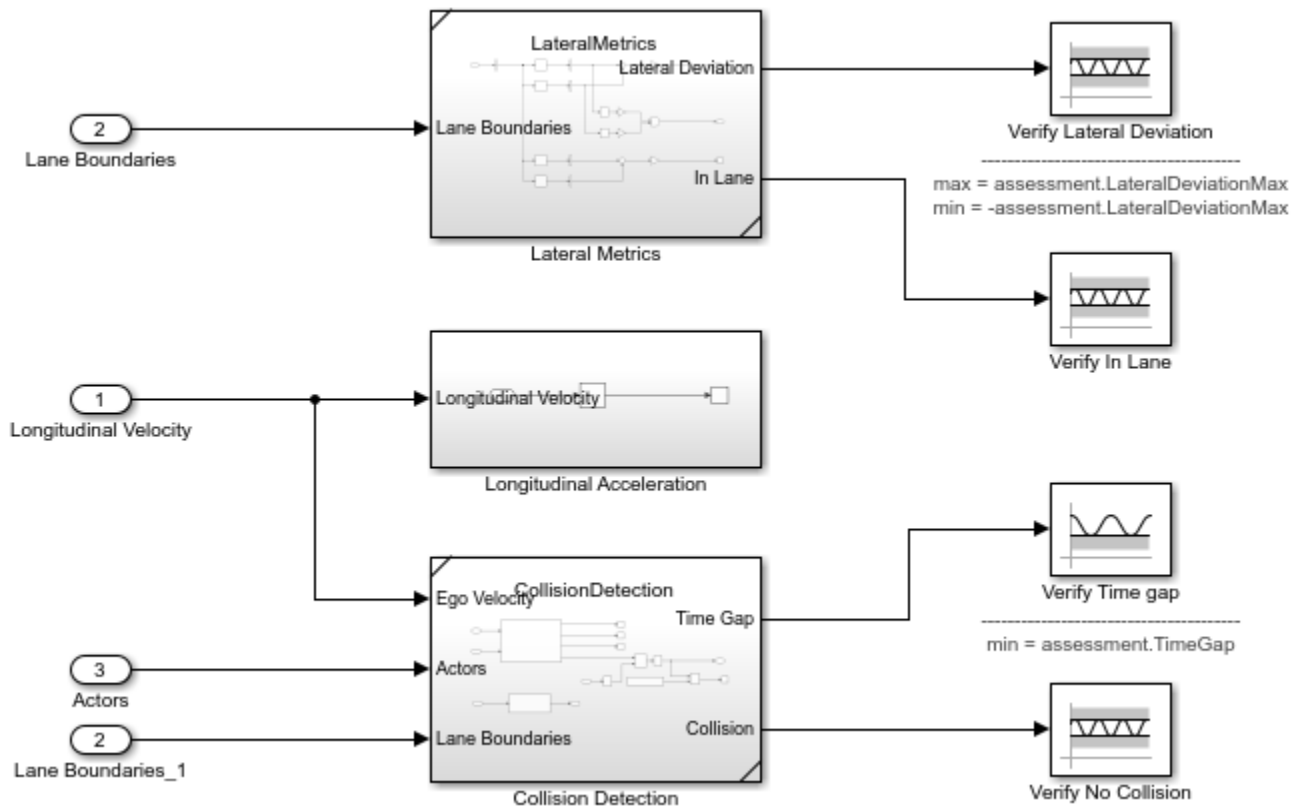 LateralMetrics
Lateral Deviation
2
Lane Boundaries
Lane Boundaries
In Lane
Lateral Metrics
Verify Lateral Deviation
max = assessment.LateralDeviationMax
min = -assessment.LateralDeviationMax
Verify In Lane
1
Longitudinal Velocity
Longitudinal Velocity
Longitudinal Acceleration
CollisionDetection
Ego Velocity
Time Gap
3
Actors
Actors
2
Lane Boundaries_1
Lane Boundaries
Collision
Collision Detection
Verify Time gap
min = assessment.TimeGap
Verify No Collision